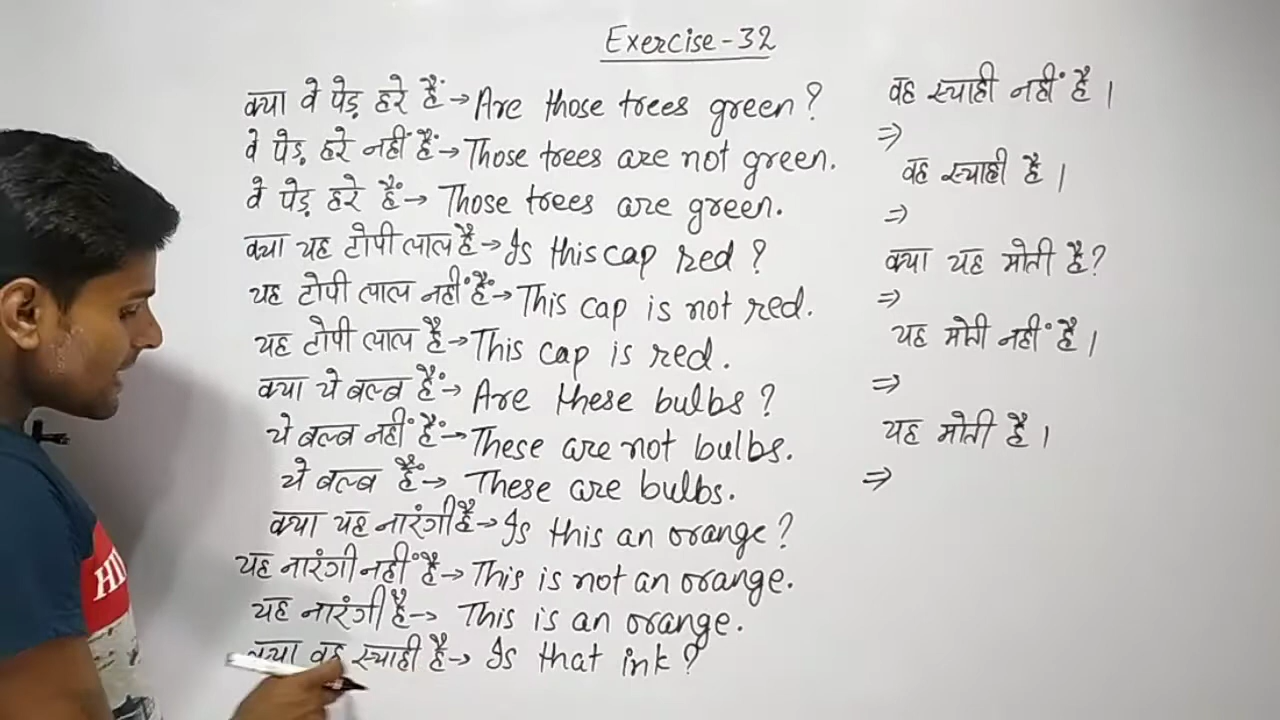 Exercise-32
क्या वे पेड़ हरे हैं → Are those trees green?
वे पेड़ हरे नहीं हैं → Those trees are not green.
वे पेड़ हरे हैं → Those trees are green.
क्या यह टोपी लाल है → Is this cap red ?
यह टोपी लाल नहीं है → This cap is not red.
यह टोपी लाल है → This cap is red.
क्या ये बल्ब हैं → Are these bulbs ?
ये बल्ब नहीं हैं → These are not bulbs.
ये बल्ब हैं → These are bulbs.
क्या यह नारंगी है → Is this an orange ?
यह नारंगी नहीं है → This is not an orange.
यह नारंगी है → This is an orange.
क्या वह स्याही है → Is that ink ?
वह स्याही नहीं है ।
⇒
वह स्याही है ।
⇒
क्या यह मोती है?
⇒
यह मोती नहीं है ।
⇒
यह मोती है ।
⇒